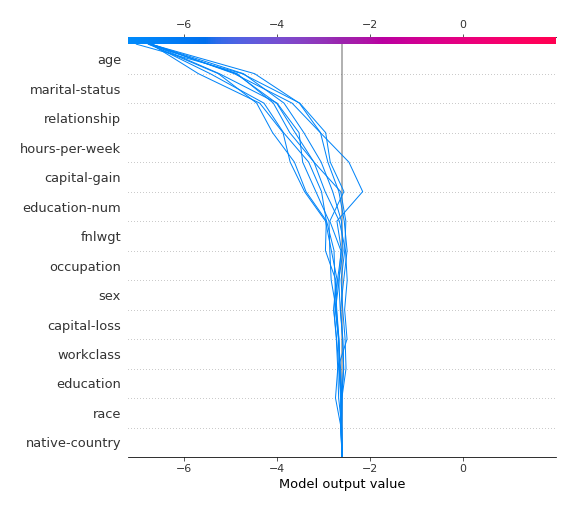 −6 −4 −2 0
age
marital-status
relationship
hours-per-week
capital-gain
education-num
fnlwgt
occupation
sex
capital-loss
workclass
education
race
native-country
−6 −4 −2 0
Model output value